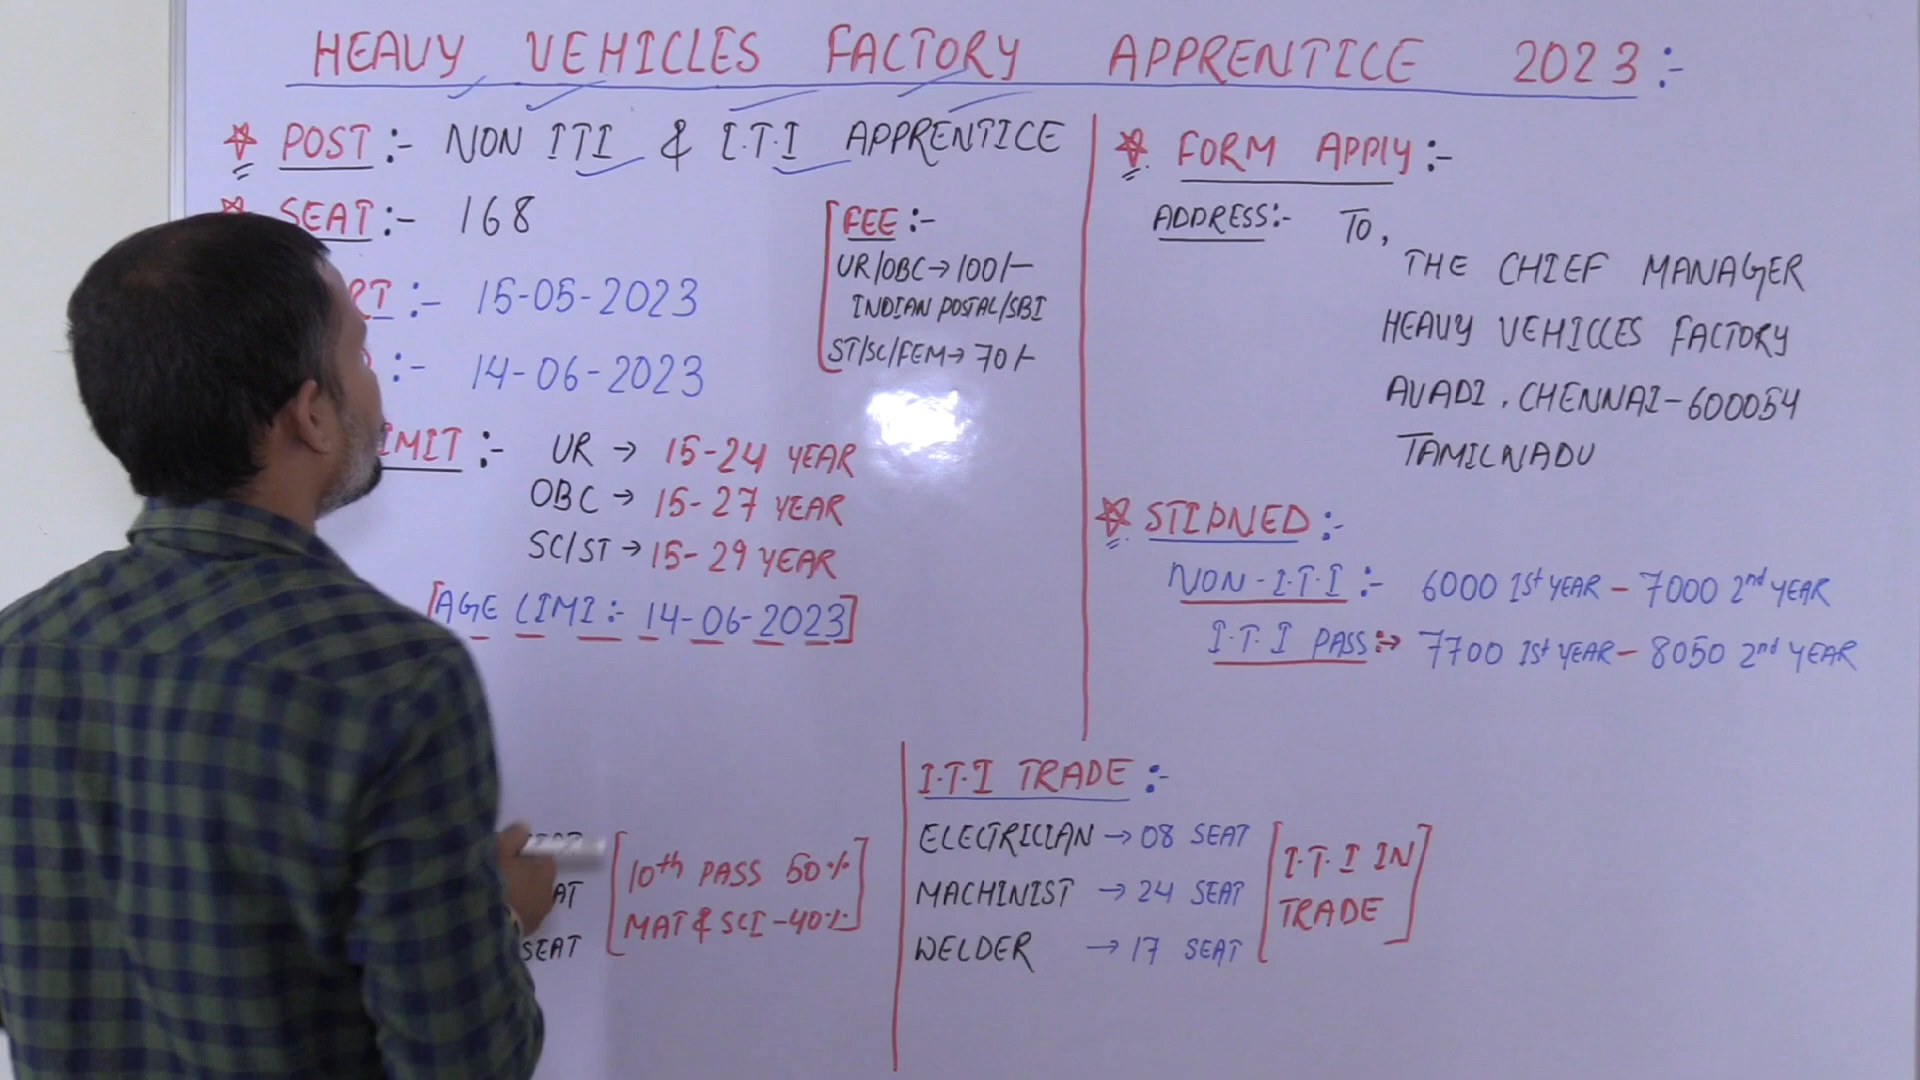 HEAVY VEHICLES FACTORY APPRENTICE 2023:-
POST:- NON ITI & I.T.I APPRENTICE
SEAT:- 168
:- 15-05-2023
:- 14-06-2023
FEE:-
UR/OBC→100/-
INDIAN POSTAL/SBI
ST/SC/FEM→70/-
:- UR → 15-24 YEAR
OBC → 15-27 YEAR
SC/ST → 15-29 YEAR
[AGE LIMI:- 14-06-2023]
FORM APPLY:-
ADDRESS:- TO,
THE CHIEF MANAGER
HEAVY VEHICLES FACTORY
AVADI, CHENNAI-600054
TAMILNADU
STIPNED:-
NON-I.T.I:- 6000 1st YEAR - 7000 2nd YEAR
I.T.I PASS:→ 7700 1st YEAR - 8050 2nd YEAR
SEAT
[10th PASS 50%
MAT & SCI-40%]
I.T.I TRADE:-
ELECTRICIAN → 08 SEAT
MACHINIST → 24 SEAT
WELDER → 17 SEAT
[I.T.I IN
TRADE]